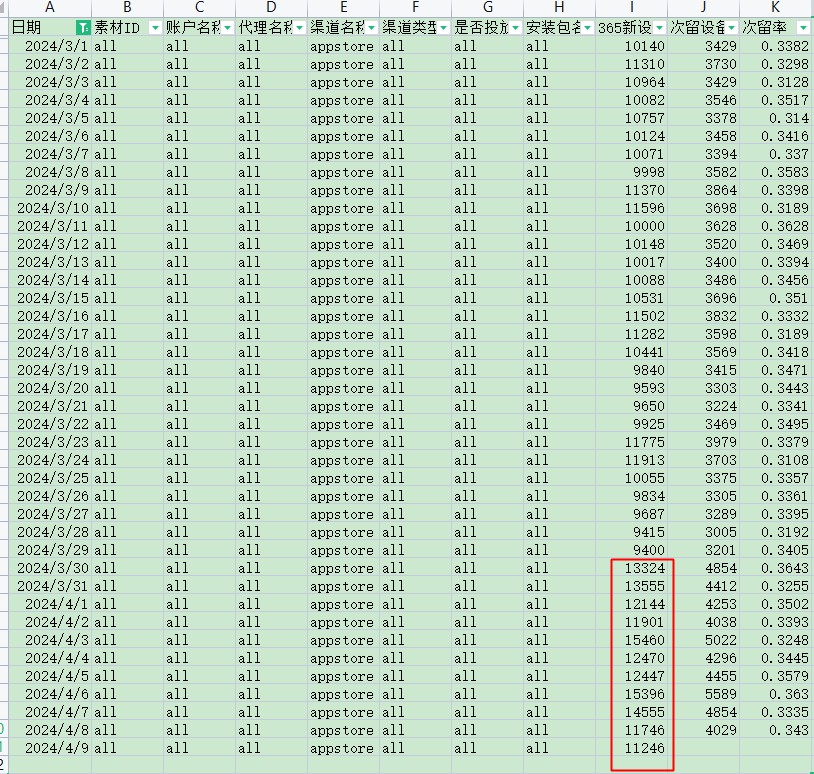 A B C D E F G H I J K
日期 素材ID 账户名称 代理名称 渠道名称 渠道类型 是否投放 安装包名 365新设 次留设备 次留率
2024/3/1 all all all appstore all all all 10140 3429 0.3382
2024/3/2 all all all appstore all all all 11310 3730 0.3298
2024/3/3 all all all appstore all all all 10964 3429 0.3128
2024/3/4 all all all appstore all all all 10082 3546 0.3517
2024/3/5 all all all appstore all all all 10757 3378 0.314
2024/3/6 all all all appstore all all all 10124 3458 0.3416
2024/3/7 all all all appstore all all all 10071 3394 0.337
2024/3/8 all all all appstore all all all 9998 3582 0.3583
2024/3/9 all all all appstore all all all 11370 3864 0.3398
2024/3/10 all all all appstore all all all 11596 3698 0.3189
2024/3/11 all all all appstore all all all 10000 3628 0.3628
2024/3/12 all all all appstore all all all 10148 3520 0.3469
2024/3/13 all all all appstore all all all 10017 3400 0.3394
2024/3/14 all all all appstore all all all 10088 3486 0.3456
2024/3/15 all all all appstore all all all 10531 3696 0.351
2024/3/16 all all all appstore all all all 11502 3832 0.3332
2024/3/17 all all all appstore all all all 11282 3598 0.3189
2024/3/18 all all all appstore all all all 10441 3569 0.3418
2024/3/19 all all all appstore all all all 9840 3415 0.3471
2024/3/20 all all all appstore all all all 9593 3303 0.3443
2024/3/21 all all all appstore all all all 9650 3224 0.3341
2024/3/22 all all all appstore all all all 9925 3469 0.3495
2024/3/23 all all all appstore all all all 11775 3979 0.3379
2024/3/24 all all all appstore all all all 11913 3703 0.3108
2024/3/25 all all all appstore all all all 10055 3375 0.3357
2024/3/26 all all all appstore all all all 9834 3305 0.3361
2024/3/27 all all all appstore all all all 9687 3289 0.3395
2024/3/28 all all all appstore all all all 9415 3005 0.3192
2024/3/29 all all all appstore all all all 9400 3201 0.3405
2024/3/30 all all all appstore all all all 13324 4854 0.3643
2024/3/31 all all all appstore all all all 13555 4412 0.3255
2024/4/1 all all all appstore all all all 12144 4253 0.3502
2024/4/2 all all all appstore all all all 11901 4038 0.3393
2024/4/3 all all all appstore all all all 15460 5022 0.3248
2024/4/4 all all all appstore all all all 12470 4296 0.3445
2024/4/5 all all all appstore all all all 12447 4455 0.3579
2024/4/6 all all all appstore all all all 15396 5589 0.363
2024/4/7 all all all appstore all all all 14555 4854 0.3335
2024/4/8 all all all appstore all all all 11746 4029 0.343
2024/4/9 all all all appstore all all all 11246